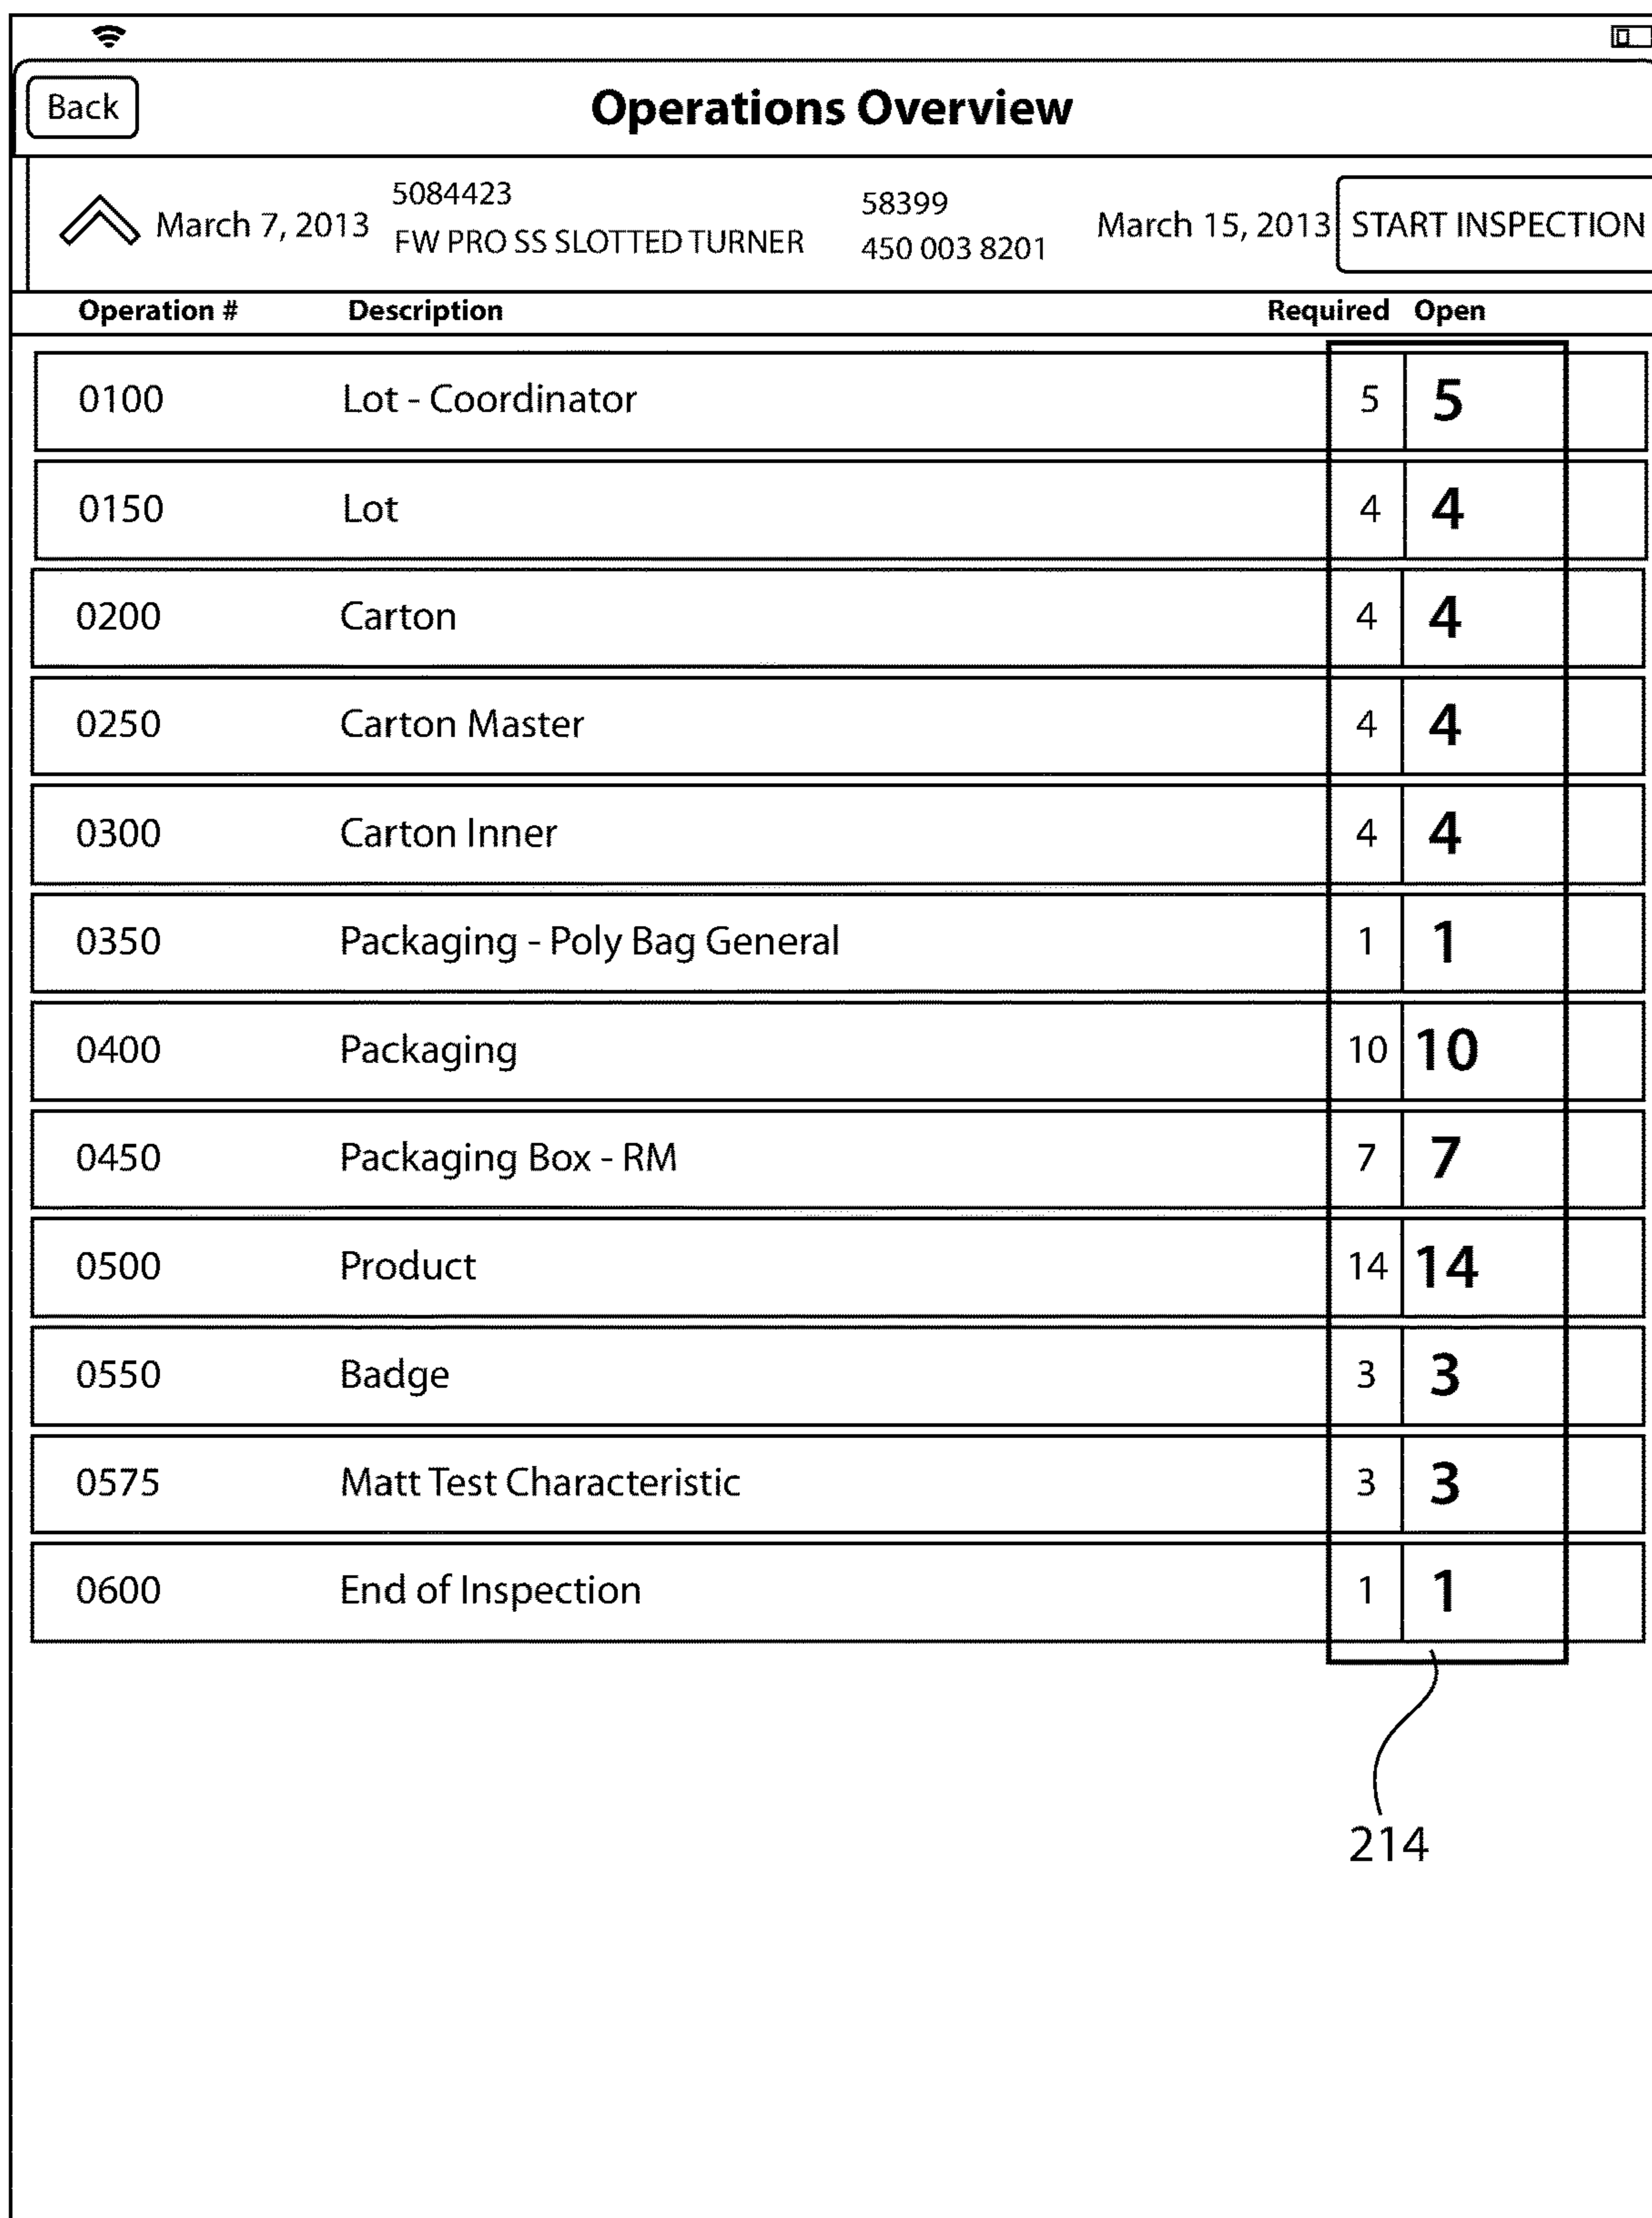 Back
Operations Overview
March 7, 2013
5084423
FW PRO SS SLOTTED TURNER
58399
450 003 8201
March 15, 2013
START INSPECTION
Operation # Description Required Open
0100 Lot - Coordinator 5 5
0150 Lot 4 4
0200 Carton 4 4
0250 Carton Master 4 4
0300 Carton Inner 4 4
0350 Packaging - Poly Bag General 1 1
0400 Packaging 10 10
0450 Packaging Box - RM 7 7
0500 Product 14 14
0550 Badge 3 3
0575 Matt Test Characteristic 3 3
0600 End of Inspection 1 1
214